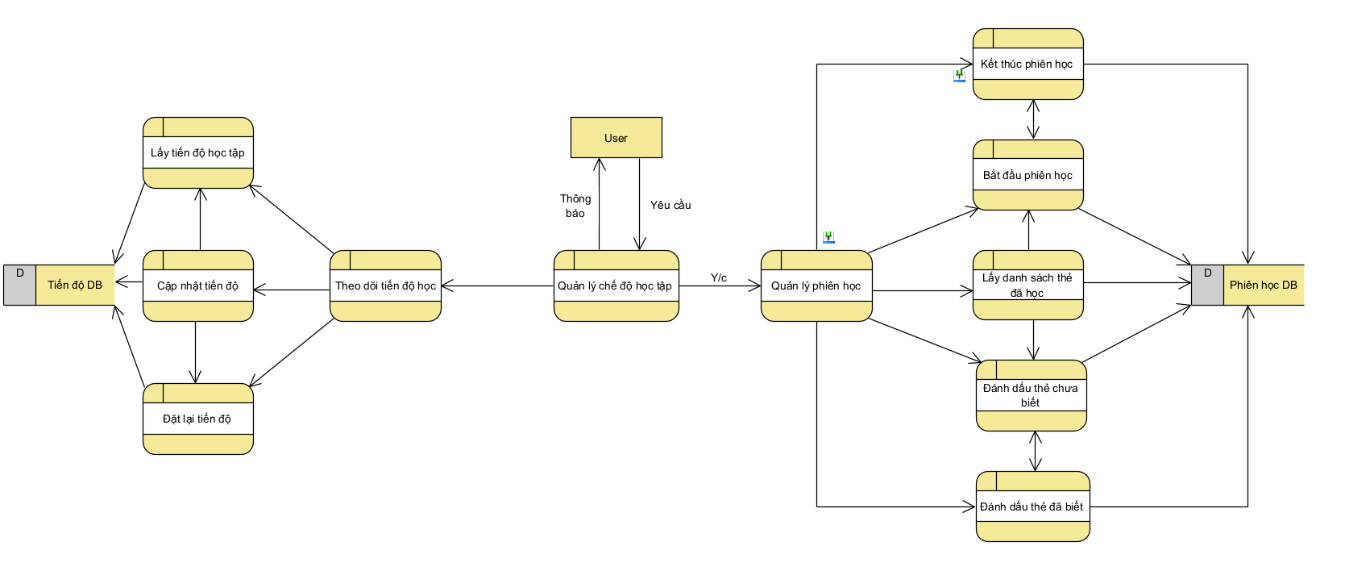 Kết thúc phiên học
Lấy tiến độ học tập
User
Bắt đầu phiên học
Thông
báo
Yêu cầu
D
Tiến độ DB
Cập nhật tiến độ
Theo dõi tiến độ học
Quản lý chế độ học tập
Y/c
Quản lý phiên học
Lấy danh sách thẻ
đã học
D
Phiên học DB
Đặt lại tiến độ
Đánh dấu thẻ chưa
biết
Đánh dấu thẻ đã biết